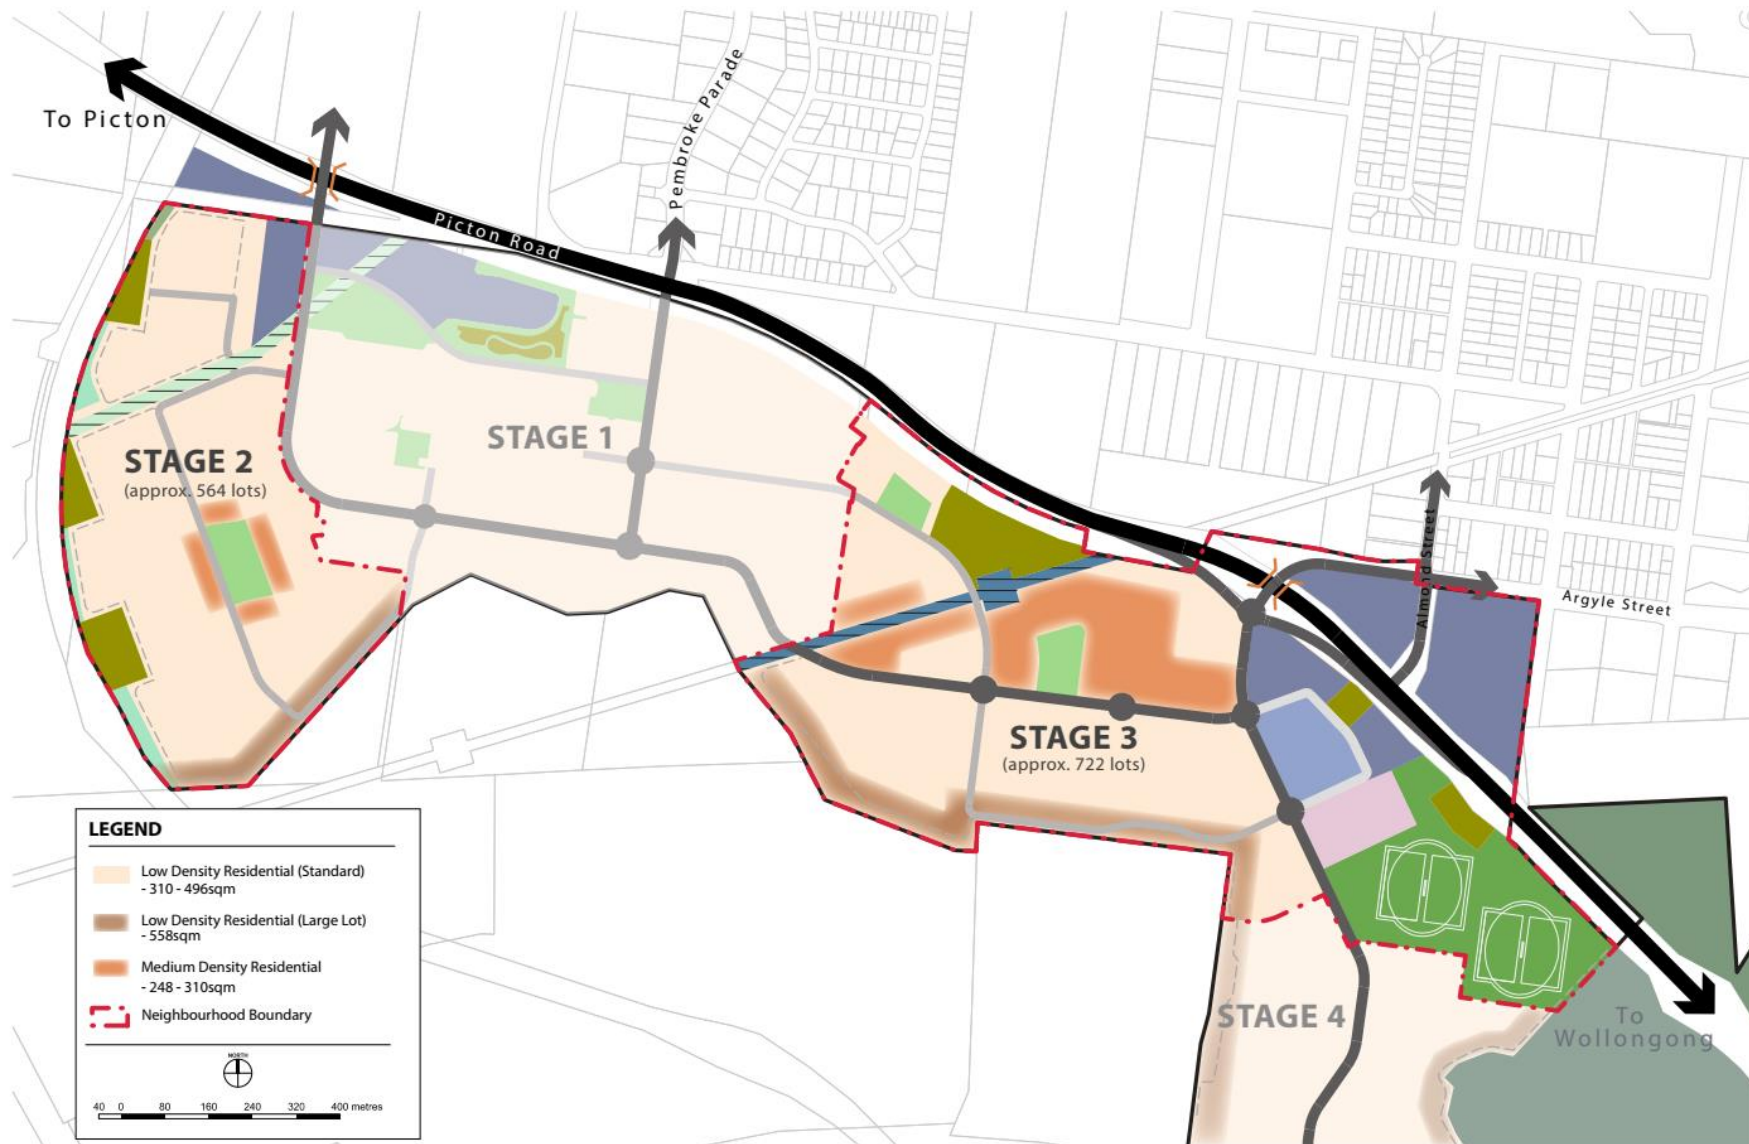 To Picton
Pembroke Parade
Picton Road
STAGE 1
STAGE 2
(approx. 564 lots)
STAGE 3
(approx. 722 lots)
Almond Street
Argyle Street
STAGE 4
To
Wollongong
LEGEND
Low Density Residential (Standard)
- 310 - 496sqm
Low Density Residential (Large Lot)
- 558sqm
Medium Density Residential
- 248 - 310sqm
Neighbourhood Boundary
NORTH
40 0 80 160 240 320 400 metres